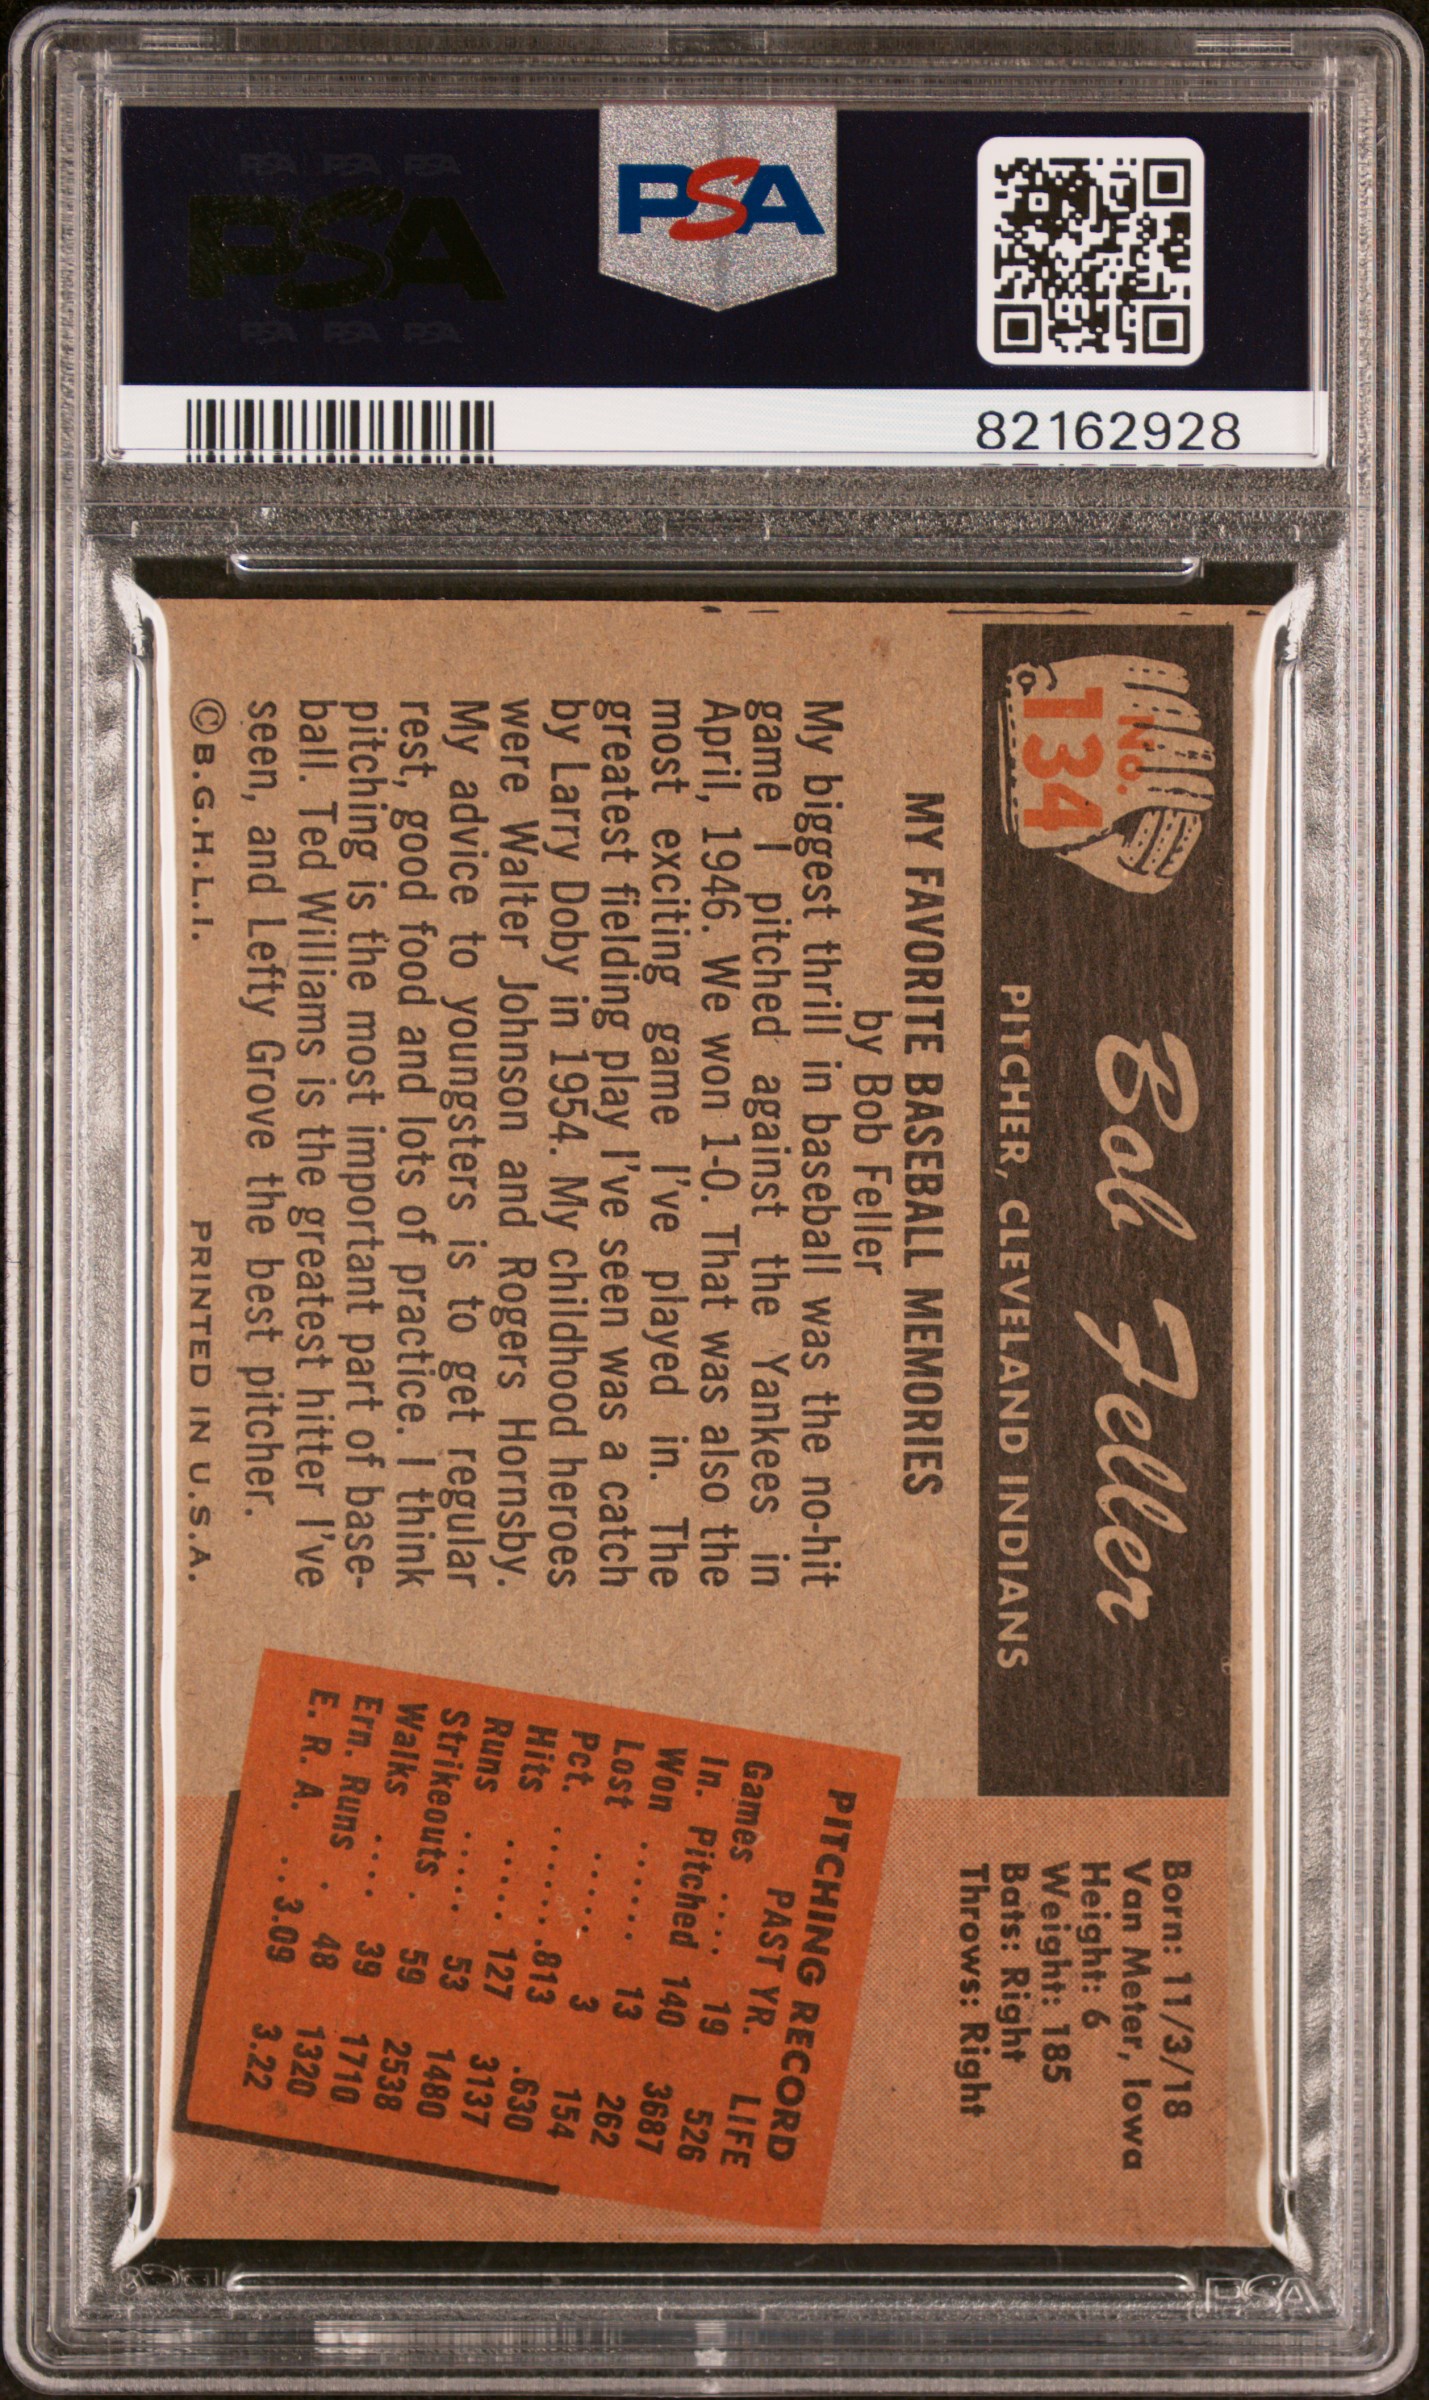 PSA PSA PSA
PSA
PSA PSA PSA
PSA
82162928
No.
134
Bob Feller
PITCHER, CLEVELAND INDIANS
Born: 11/3/18
Van Meter, Iowa
Height: 6
Weight: 185
Bats: Right
Throws: Right
MY FAVORITE BASEBALL MEMORIES
by Bob Feller
My biggest thrill in baseball was the no-hit
game I pitched against the Yankees in
April, 1946. We won 1-0. That was also the
most exciting game I've played in. The
greatest fielding play I've seen was a catch
by Larry Doby in 1954. My childhood heroes
were Walter Johnson and Rogers Hornsby.
My advice to youngsters is to get regular
rest, good food and lots of practice. I think
pitching is the most important part of base-
ball. Ted Williams is the greatest hitter I've
seen, and Lefty Grove the best pitcher.
© B.G.H.L.I. PRINTED IN U.S.A.
PITCHING RECORD
PAST YR. LIFE
Games .... 19 526
In. Pitched 140 3687
Won ...... 13 262
Lost ..... 3 154
Pct. ...... .813 .630
Hits ..... 127 3137
Runs ..... 53 1480
Strikeouts . 59 2538
Walks .... 39 1710
Ern. Runs . 48 1320
E. R. A. ... 3.09 3.22
PSA